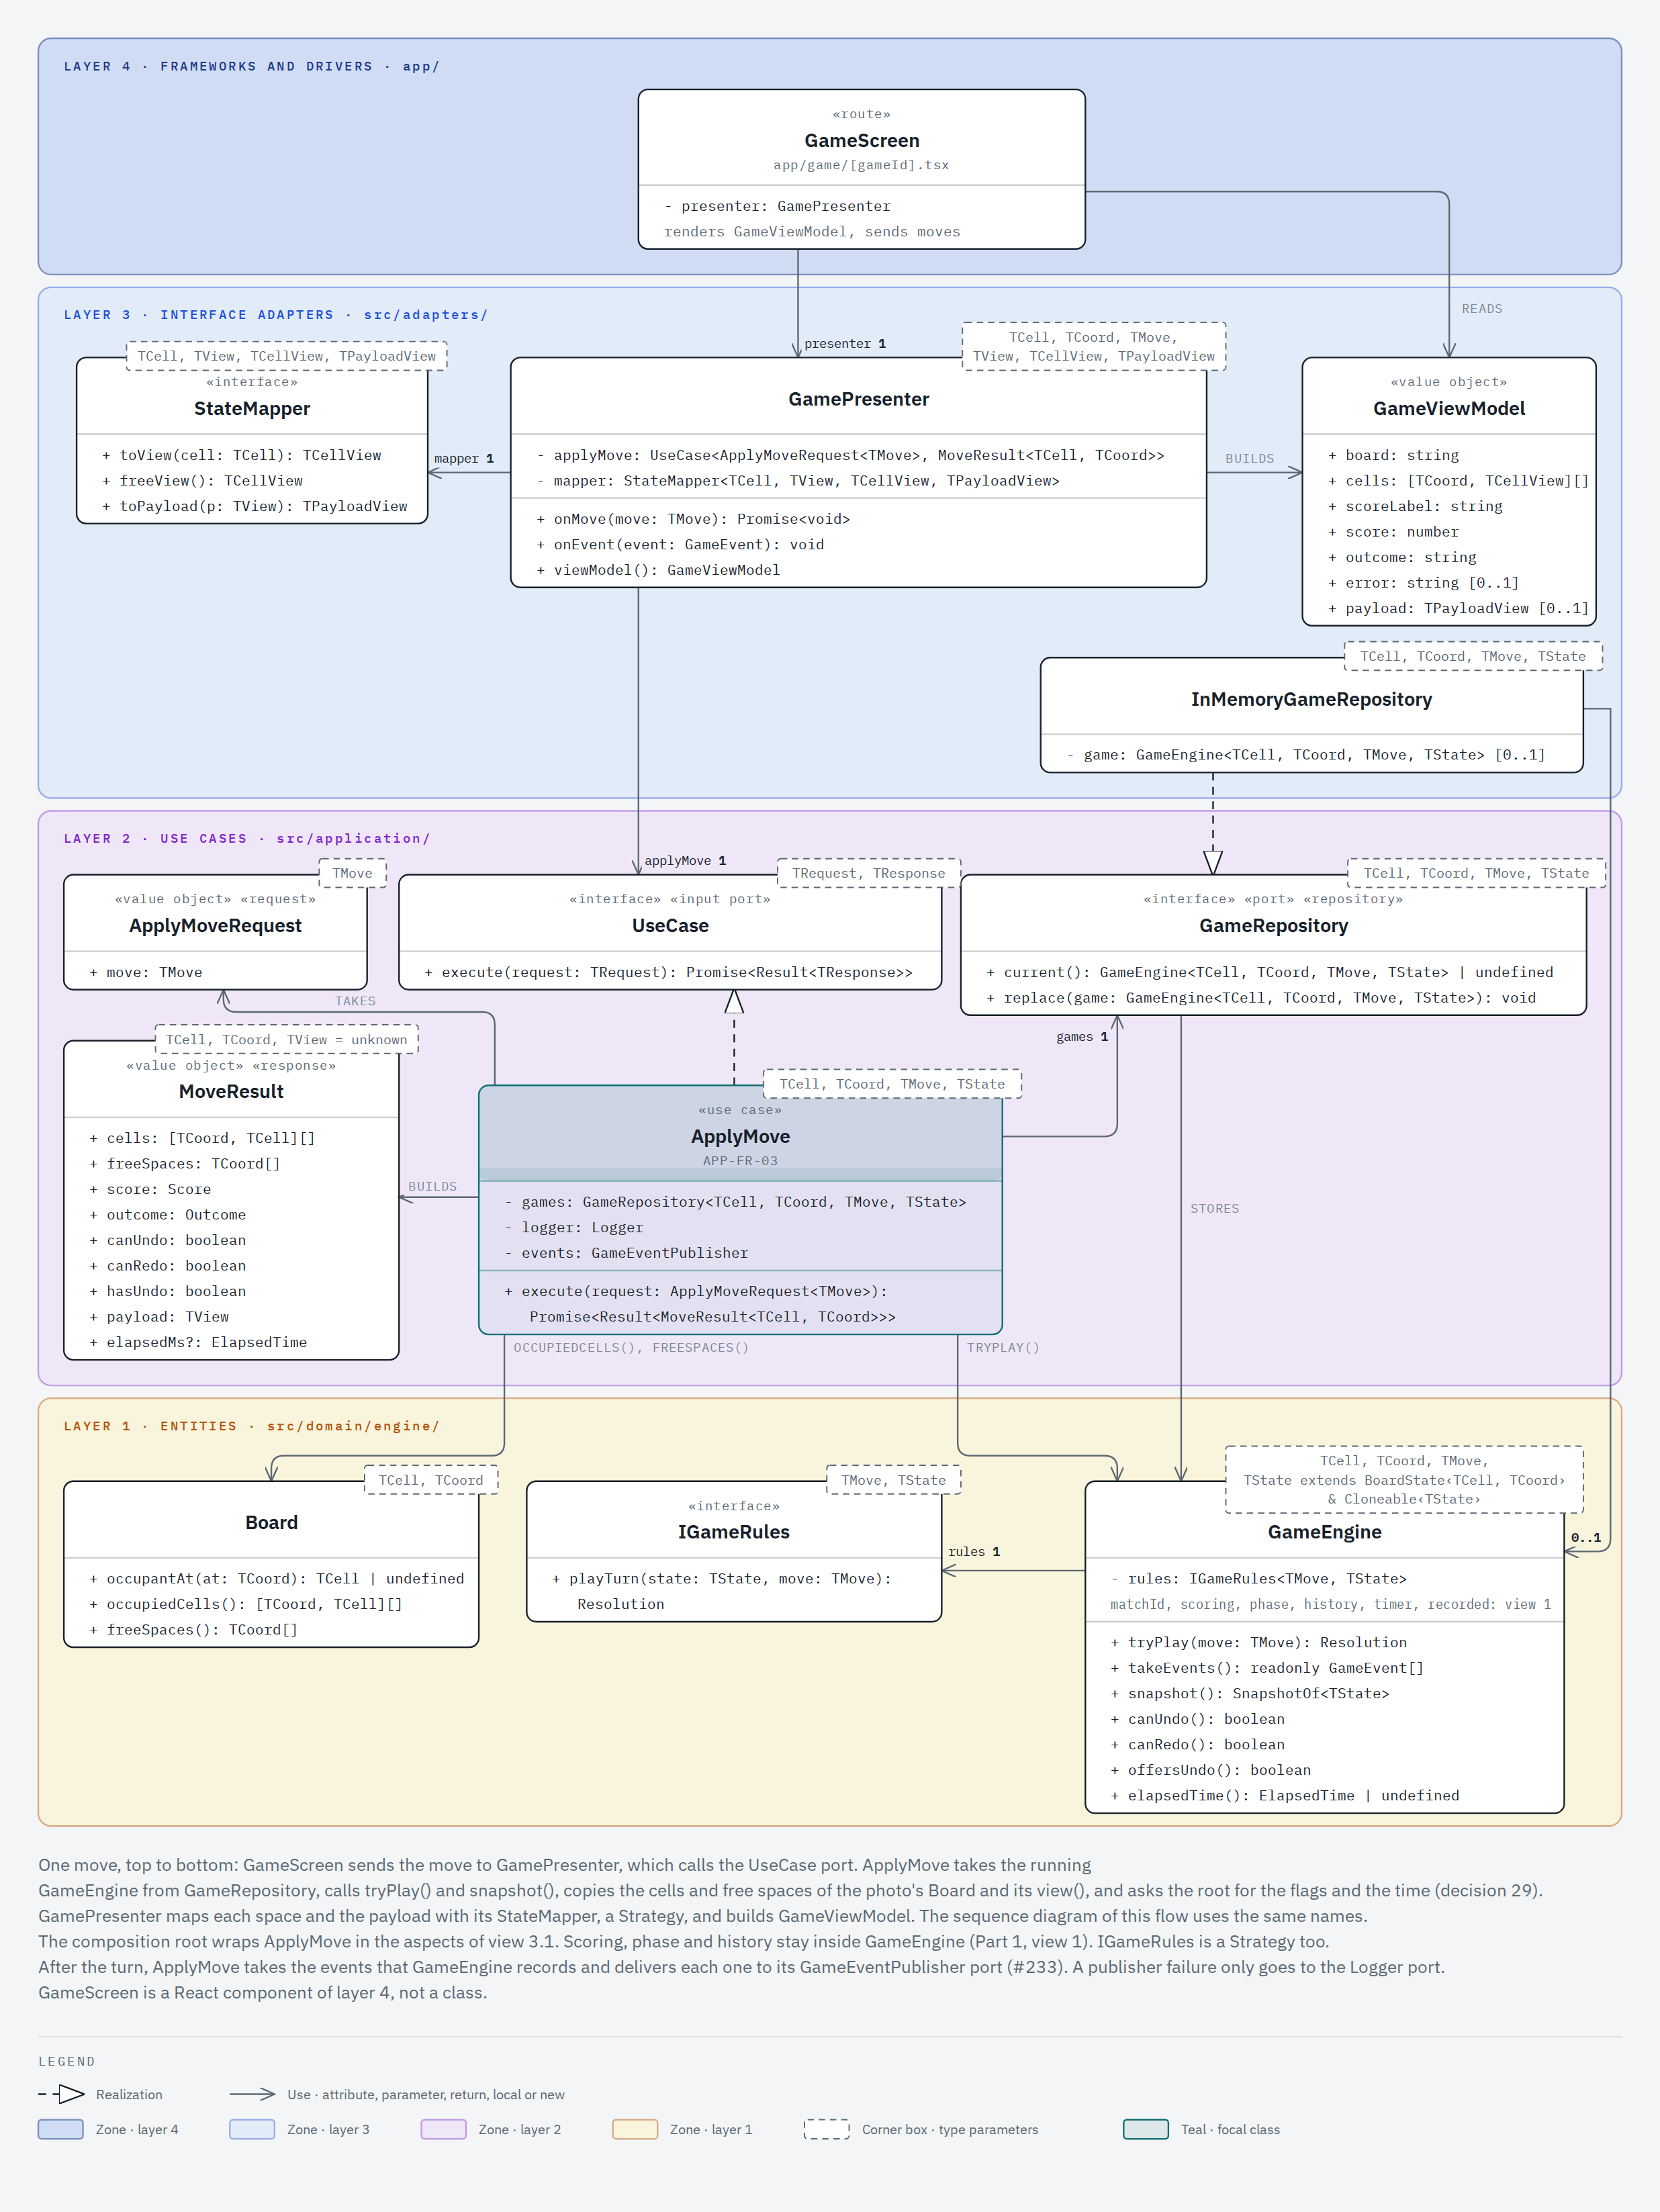 LAYER 4 · FRAMEWORKS AND DRIVERS · app/
«route»
GameScreen
app/game/[gameId].tsx
- presenter: GamePresenter
renders GameViewModel, sends moves
LAYER 3 · INTERFACE ADAPTERS · src/adapters/
READS
presenter 1
TCell, TView, TCellView, TPayloadView
«interface»
StateMapper
+ toView(cell: TCell): TCellView
+ freeView(): TCellView
+ toPayload(p: TView): TPayloadView
mapper 1
TCell, TCoord, TMove,
TView, TCellView, TPayloadView
GamePresenter
- applyMove: UseCase<ApplyMoveRequest<TMove>, MoveResult<TCell, TCoord>>
- mapper: StateMapper<TCell, TView, TCellView, TPayloadView>
+ onMove(move: TMove): Promise<void>
+ onEvent(event: GameEvent): void
+ viewModel(): GameViewModel
BUILDS
«value object»
GameViewModel
+ board: string
+ cells: [TCoord, TCellView][]
+ scoreLabel: string
+ score: number
+ outcome: string
+ error: string [0..1]
+ payload: TPayloadView [0..1]
TCell, TCoord, TMove, TState
InMemoryGameRepository
- game: GameEngine<TCell, TCoord, TMove, TState> [0..1]
LAYER 2 · USE CASES · src/application/
applyMove 1
TMove
«value object» «request»
ApplyMoveRequest
+ move: TMove
TRequest, TResponse
«interface» «input port»
UseCase
+ execute(request: TRequest): Promise<Result<TResponse>>
TCell, TCoord, TMove, TState
«interface» «port» «repository»
GameRepository
+ current(): GameEngine<TCell, TCoord, TMove, TState> | undefined
+ replace(game: GameEngine<TCell, TCoord, TMove, TState>): void
TAKES
games 1
TCell, TCoord, TView = unknown
«value object» «response»
MoveResult
+ cells: [TCoord, TCell][]
+ freeSpaces: TCoord[]
+ score: Score
+ outcome: Outcome
+ canUndo: boolean
+ canRedo: boolean
+ hasUndo: boolean
+ payload: TView
+ elapsedMs?: ElapsedTime
BUILDS
TCell, TCoord, TMove, TState
«use case»
ApplyMove
APP-FR-03
- games: GameRepository<TCell, TCoord, TMove, TState>
- logger: Logger
- events: GameEventPublisher
+ execute(request: ApplyMoveRequest<TMove>):
Promise<Result<MoveResult<TCell, TCoord>>>
STORES
OCCUPIEDCELLS(), FREESPACES()
TRYPLAY()
LAYER 1 · ENTITIES · src/domain/engine/
TCell, TCoord
Board
+ occupantAt(at: TCoord): TCell | undefined
+ occupiedCells(): [TCoord, TCell][]
+ freeSpaces(): TCoord[]
TMove, TState
«interface»
IGameRules
+ playTurn(state: TState, move: TMove):
Resolution
rules 1
TCell, TCoord, TMove,
TState extends BoardState‹TCell, TCoord›
& Cloneable‹TState›
GameEngine
0..1
- rules: IGameRules<TMove, TState>
matchId, scoring, phase, history, timer, recorded: view 1
+ tryPlay(move: TMove): Resolution
+ takeEvents(): readonly GameEvent[]
+ snapshot(): SnapshotOf<TState>
+ canUndo(): boolean
+ canRedo(): boolean
+ offersUndo(): boolean
+ elapsedTime(): ElapsedTime | undefined
One move, top to bottom: GameScreen sends the move to GamePresenter, which calls the UseCase port. ApplyMove takes the running
GameEngine from GameRepository, calls tryPlay() and snapshot(), copies the cells and free spaces of the photo's Board and its view(), and asks the root for the flags and the time (decision 29).
GamePresenter maps each space and the payload with its StateMapper, a Strategy, and builds GameViewModel. The sequence diagram of this flow uses the same names.
The composition root wraps ApplyMove in the aspects of view 3.1. Scoring, phase and history stay inside GameEngine (Part 1, view 1). IGameRules is a Strategy too.
After the turn, ApplyMove takes the events that GameEngine records and delivers each one to its GameEventPublisher port (#233). A publisher failure only goes to the Logger port.
GameScreen is a React component of layer 4, not a class.
LEGEND
Realization
Use · attribute, parameter, return, local or new
Zone · layer 4
Zone · layer 3
Zone · layer 2
Zone · layer 1
Corner box · type parameters
Teal · focal class